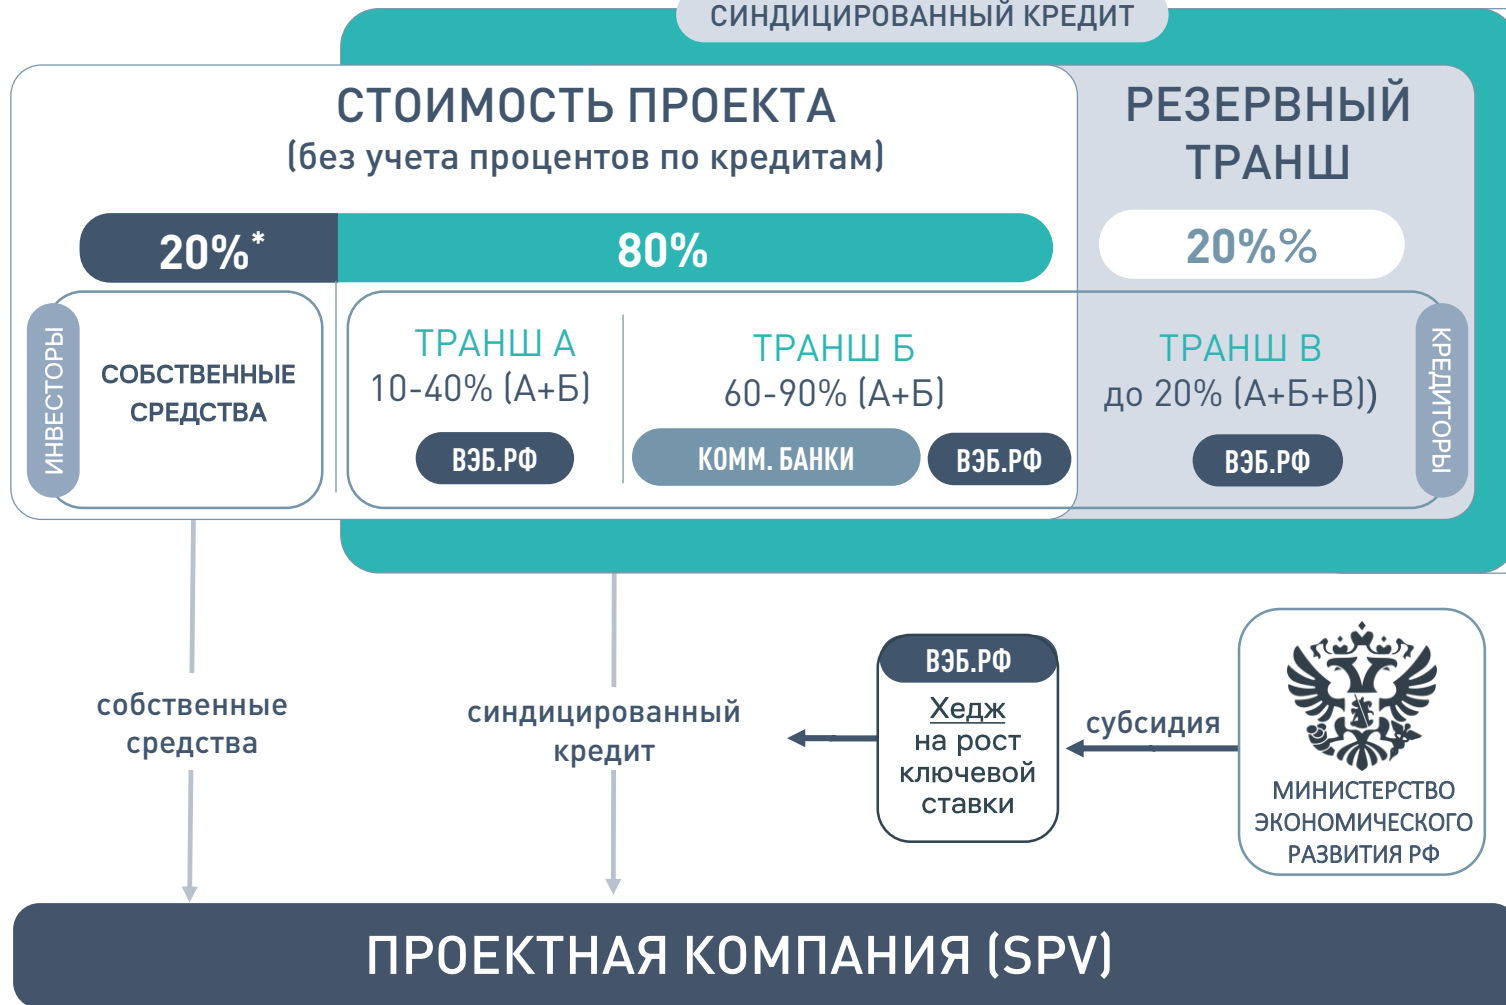 СИНДИЦИРОВАННЫЙ КРЕДИТ
СТОИМОСТЬ ПРОЕКТА
(без учета процентов по кредитам)
РЕЗЕРВНЫЙ
ТРАНШ
20%*
80%
20%%
ИНВЕСТОРЫ
СОБСТВЕННЫЕ
СРЕДСТВА
ТРАНШ А
10-40% (А+Б)
ВЭБ.РФ
ТРАНШ Б
60-90% (А+Б)
КОММ. БАНКИ
ВЭБ.РФ
ТРАНШ В
до 20% (А+Б+В))
ВЭБ.РФ
КРЕДИТОРЫ
собственные
средства
синдицированный
кредит
ВЭБ.РФ
Хедж
на рост
ключевой
ставки
субсидия
МИНИСТЕРСТВО
ЭКОНОМИЧЕСКОГО
РАЗВИТИЯ РФ
ПРОЕКТНАЯ КОМПАНИЯ (SPV)